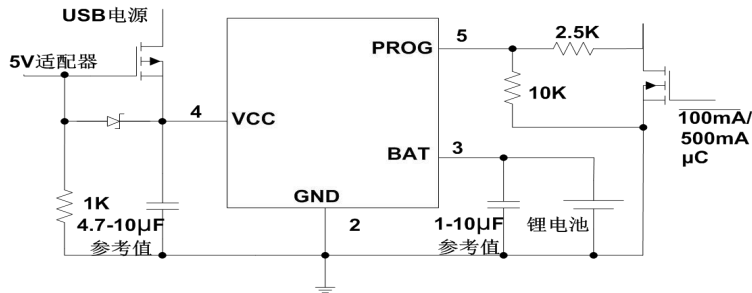 USB电源
5V适配器
4
VCC
1K
4.7-10μF
参考值
GND
2
PROG
5
2.5K
10K
BAT
3
1-10μF
参考值
锂电池
100mA/
500mA
μC